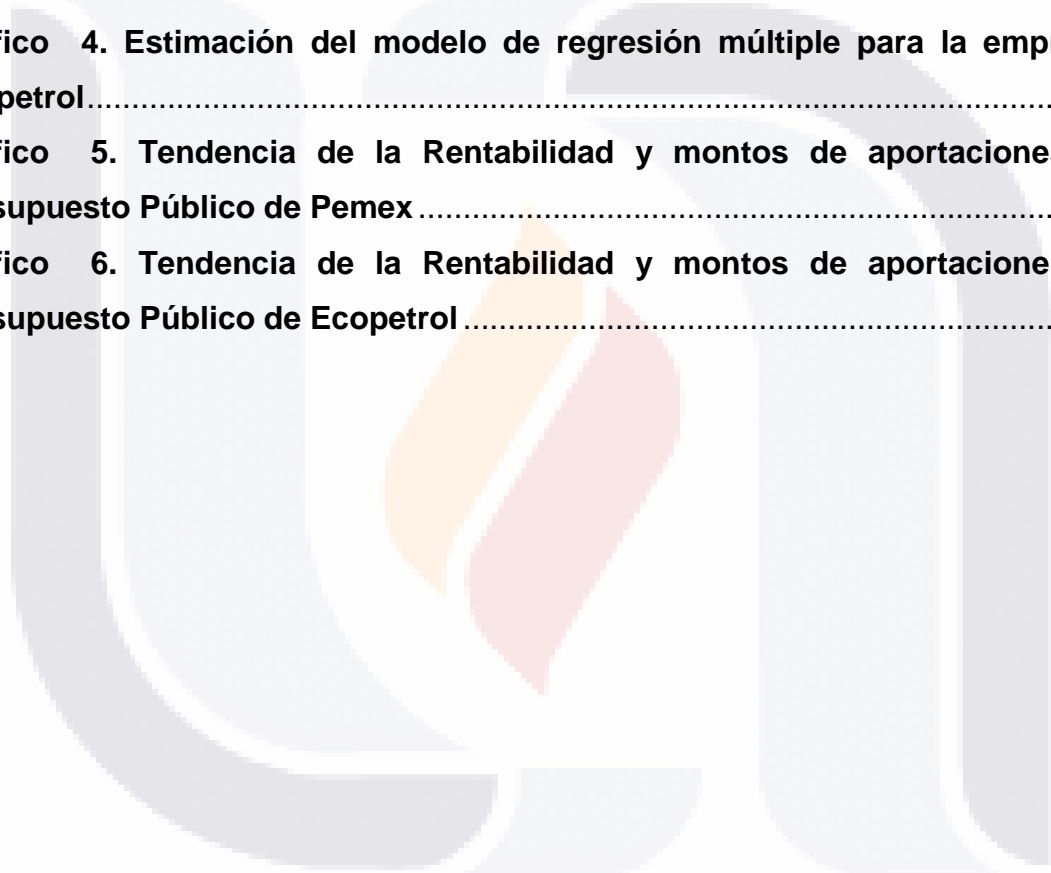 fico 4. Estimación del modelo de regresión múltiple para la emp
petrol................................................................................................................
fico 5. Tendencia de la Rentabilidad y montos de aportacione
supuesto Público de Pemex......................................................................
fico 6. Tendencia de la Rentabilidad y montos de aportacione
supuesto Público de Ecopetrol.................................................................